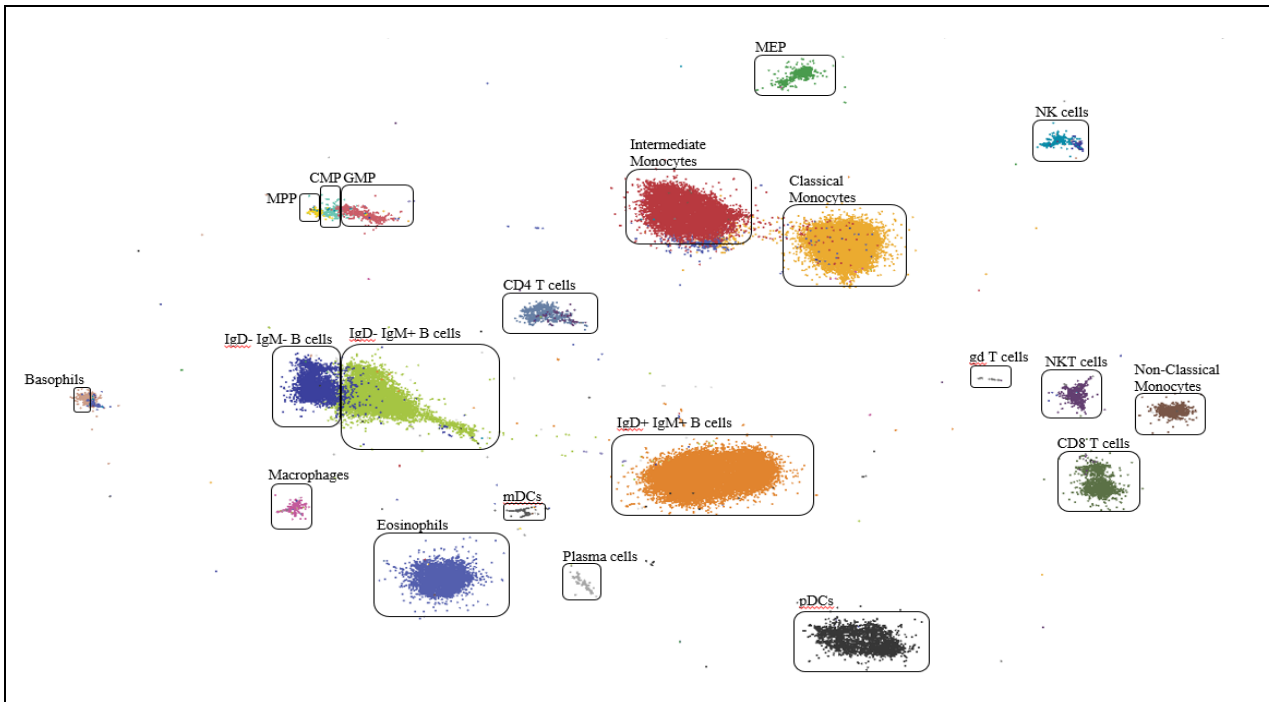 MEP
NK cells
Intermediate
Monocytes
CMP GMP
MPP
Classical
Monocytes
CD4 T cells
IgD- IgM- B cells
IgD- IgM+ B cells
gd T cells
NKT cells
Non-Classical
Monocytes
Basophils
IgD+ IgM+ B cells
CD8 T cells
Macrophages
mDCs
Eosinophils
Plasma cells
pDCs